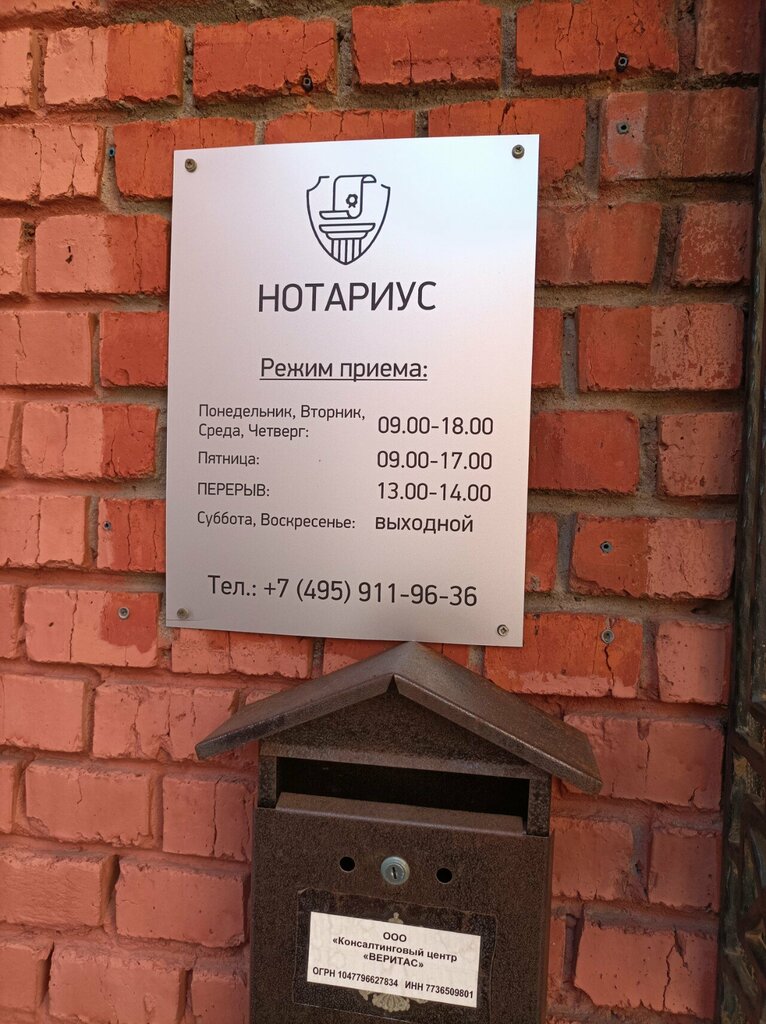 НОТАРИУС
Режим приема:
Понедельник, Вторник,
Среда, Четверг: 09.00-18.00
Пятница: 09.00-17.00
ПЕРЕРЫВ: 13.00-14.00
Суббота, Воскресенье: выходной
Тел.: +7 (495) 911-96-36
ООО
«Консалтинговый центр
«ВЕРИТАС»
ОГРН 1047796627834 ИНН 7736509801